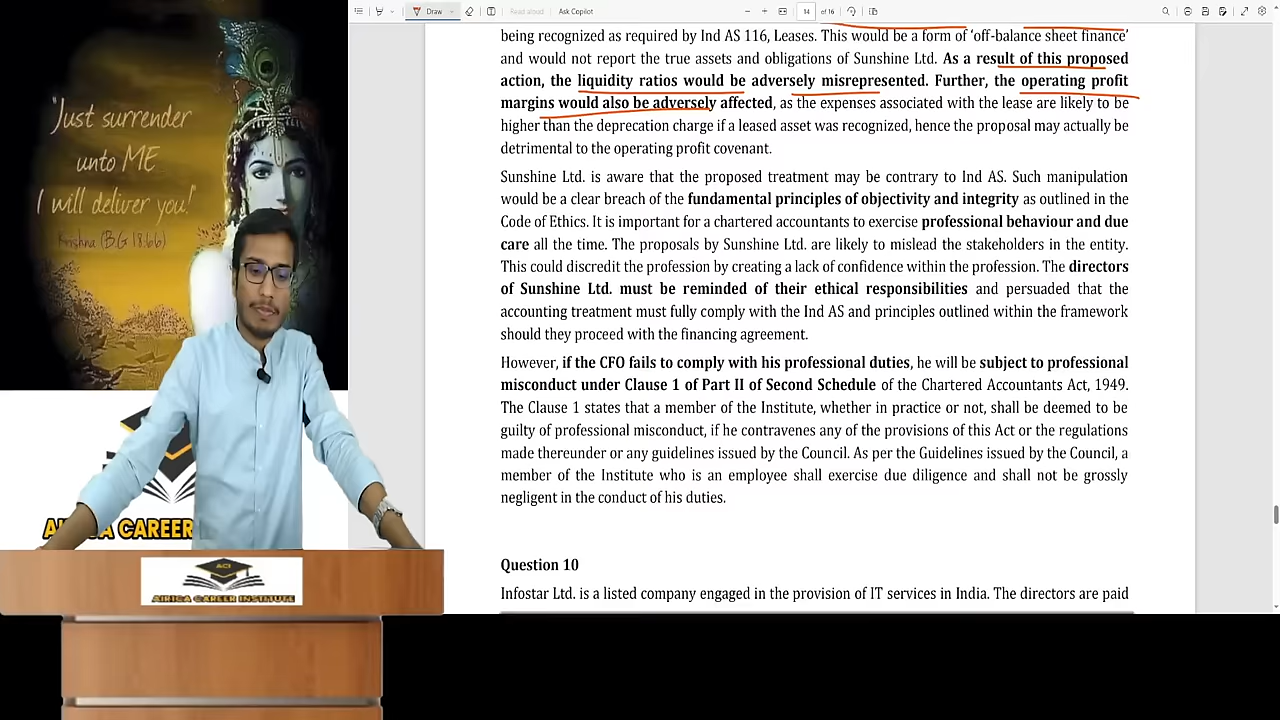 "Just surrender
unto ME
I will deliver you!"
Krishna (BG 18:66)
AIRICA CAREER
ACI
AIRICA CAREER INSTITUTE
Draw
Read aloud
Ask Copilot
14
of 16
being recognized as required by Ind AS 116, Leases. This would be a form of ‘off-balance sheet finance’
and would not report the true assets and obligations of Sunshine Ltd. As a result of this proposed
action, the liquidity ratios would be adversely misrepresented. Further, the operating profit
margins would also be adversely affected, as the expenses associated with the lease are likely to be
higher than the deprecation charge if a leased asset was recognized, hence the proposal may actually be
detrimental to the operating profit covenant.
Sunshine Ltd. is aware that the proposed treatment may be contrary to Ind AS. Such manipulation
would be a clear breach of the fundamental principles of objectivity and integrity as outlined in the
Code of Ethics. It is important for a chartered accountants to exercise professional behaviour and due
care all the time. The proposals by Sunshine Ltd. are likely to mislead the stakeholders in the entity.
This could discredit the profession by creating a lack of confidence within the profession. The directors
of Sunshine Ltd. must be reminded of their ethical responsibilities and persuaded that the
accounting treatment must fully comply with the Ind AS and principles outlined within the framework
should they proceed with the financing agreement.
However, if the CFO fails to comply with his professional duties, he will be subject to professional
misconduct under Clause 1 of Part II of Second Schedule of the Chartered Accountants Act, 1949.
The Clause 1 states that a member of the Institute, whether in practice or not, shall be deemed to be
guilty of professional misconduct, if he contravenes any of the provisions of this Act or the regulations
made thereunder or any guidelines issued by the Council. As per the Guidelines issued by the Council, a
member of the Institute who is an employee shall exercise due diligence and shall not be grossly
negligent in the conduct of his duties.
Question 10
Infostar Ltd. is a listed company engaged in the provision of IT services in India. The directors are paid